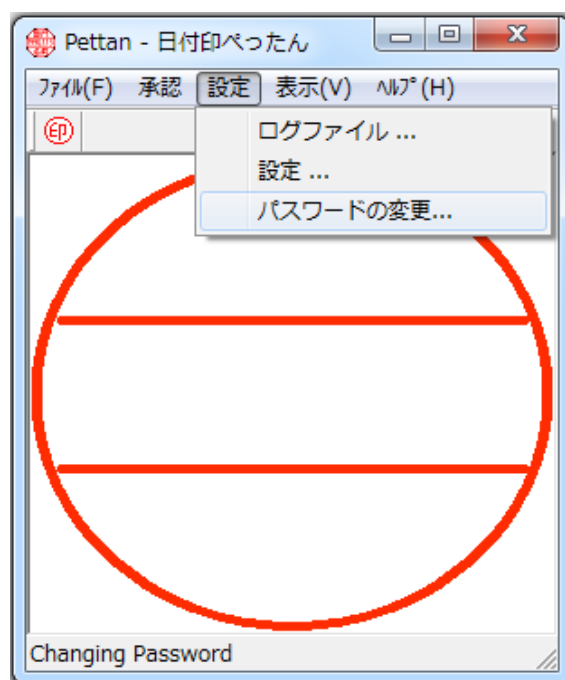 Pettan - 日付印ぺったん
ﾌｧｲﾙ(F) 承認 設定 表示(V) ﾍﾙﾌﾟ(H)
印
ログファイル ...
設定 ...
パスワードの変更...
Changing Password